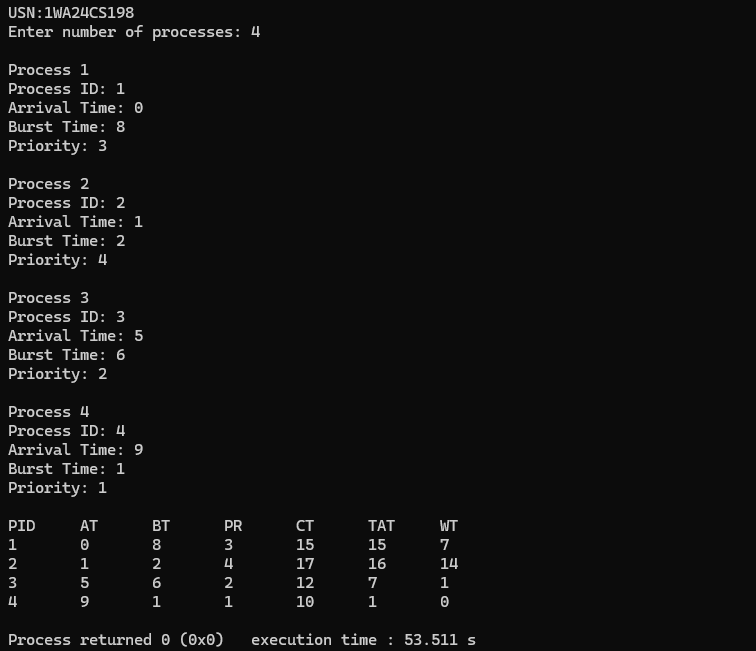 USN:1WA24CS198
Enter number of processes: 4
Process 1
Process ID: 1
Arrival Time: 0
Burst Time: 8
Priority: 3
Process 2
Process ID: 2
Arrival Time: 1
Burst Time: 2
Priority: 4
Process 3
Process ID: 3
Arrival Time: 5
Burst Time: 6
Priority: 2
Process 4
Process ID: 4
Arrival Time: 9
Burst Time: 1
Priority: 1
PID AT BT PR CT TAT WT
1 0 8 3 15 15 7
2 1 2 4 17 16 14
3 5 6 2 12 7 1
4 9 1 1 10 1 0
Process returned 0 (0x0) execution time : 53.511 s